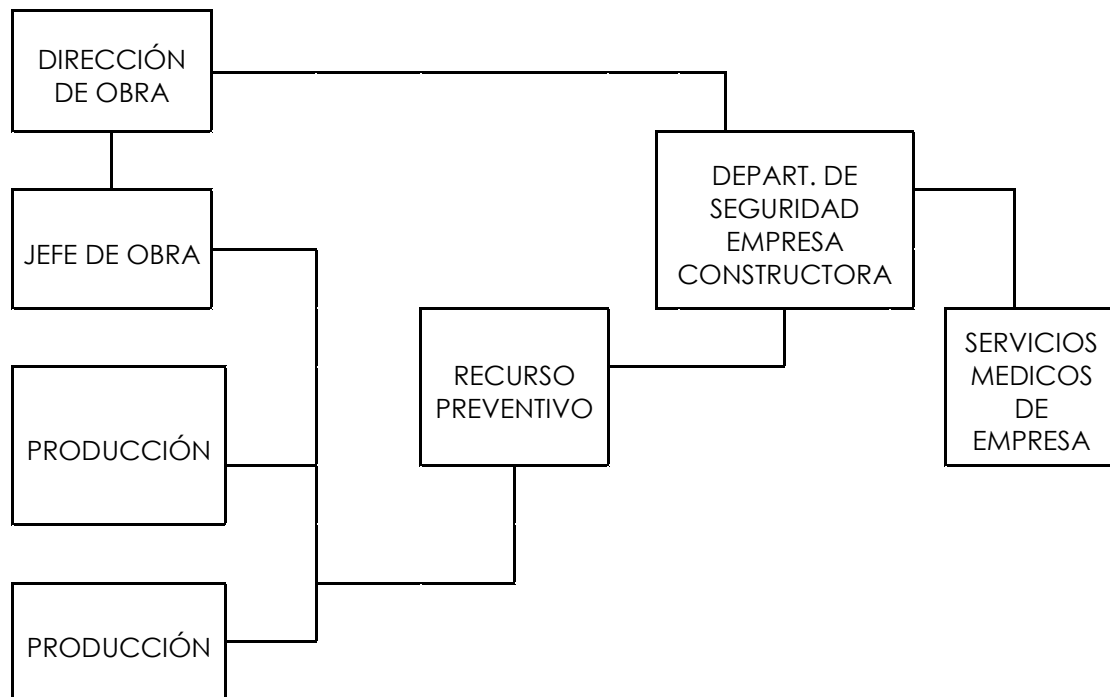 DIRECCIÓN
DE OBRA
DEPART. DE
SEGURIDAD
EMPRESA
CONSTRUCTORA
JEFE DE OBRA
SERVICIOS
MEDICOS
DE
EMPRESA
RECURSO
PREVENTIVO
PRODUCCIÓN
PRODUCCIÓN